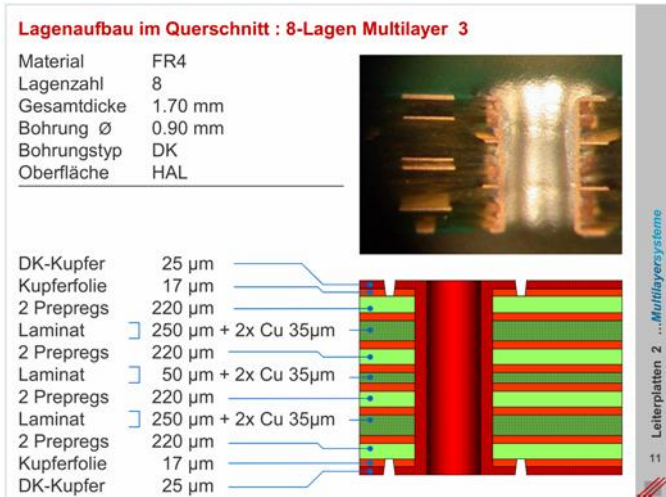 Lagenaufbau im Querschnitt : 8-Lagen Multilayer 3
Material FR4
Lagenzahl 8
Gesamtdicke 1.70 mm
Bohrung Ø 0.90 mm
Bohrungstyp DK
Oberfläche HAL
DK-Kupfer 25 µm
Kupferfolie 17 µm
2 Prepregs 220 µm
Laminat 250 µm + 2x Cu 35µm
2 Prepregs 220 µm
Laminat 50 µm + 2x Cu 35µm
2 Prepregs 220 µm
Laminat 250 µm + 2x Cu 35µm
2 Prepregs 220 µm
Kupferfolie 17 µm
DK-Kupfer 25 µm
11 Leiterplatten 2 ...Multilayersysteme